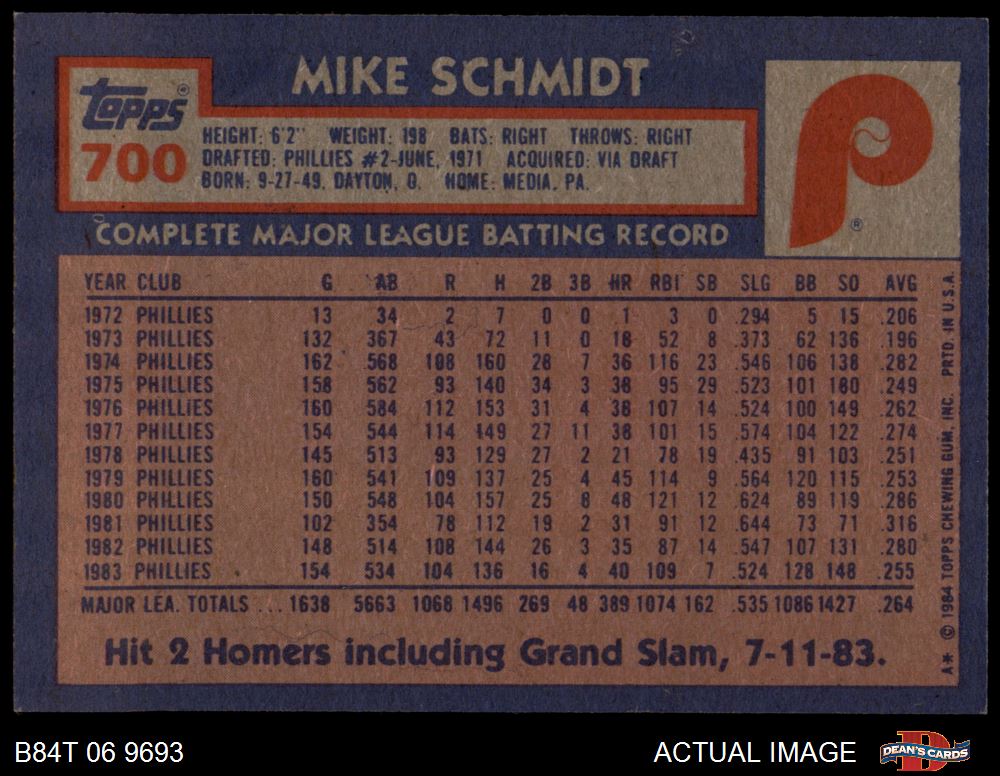 MIKE SCHMIDT
Topps®
700
HEIGHT: 6'2" WEIGHT: 198 BATS: RIGHT THROWS: RIGHT
DRAFTED: PHILLIES #2-JUNE, 1971 ACQUIRED: VIA DRAFT
BORN: 9-27-49, DAYTON, O. HOME: MEDIA, PA.
P
®
COMPLETE MAJOR LEAGUE BATTING RECORD
YEAR CLUB G AB R H 2B 3B HR RBI SB SLG BB SO AVG
1972 PHILLIES 13 34 2 7 0 0 1 3 0 .294 5 15 .206
1973 PHILLIES 132 367 43 72 11 0 18 52 8 .373 62 136 .196
1974 PHILLIES 162 568 108 160 28 7 36 116 23 .546 106 138 .282
1975 PHILLIES 158 562 93 140 34 3 38 95 29 .523 101 180 .249
1976 PHILLIES 160 584 112 153 31 4 38 107 14 .524 100 149 .262
1977 PHILLIES 154 544 114 149 27 11 38 101 15 .574 104 122 .274
1978 PHILLIES 145 513 93 129 27 2 21 78 19 .435 91 103 .251
1979 PHILLIES 160 541 109 137 25 4 45 114 9 .564 120 115 .253
1980 PHILLIES 150 548 104 157 25 8 48 121 12 .624 89 119 .286
1981 PHILLIES 102 354 78 112 19 2 31 91 12 .644 73 71 .316
1982 PHILLIES 148 514 108 144 26 3 35 87 14 .547 107 131 .280
1983 PHILLIES 154 534 104 136 16 4 40 109 7 .524 128 148 .255
MAJOR LEA. TOTALS ... 1638 5663 1068 1496 269 48 389 1074 162 .535 1086 1427 .264
Hit 2 Homers including Grand Slam, 7-11-83.
A* © 1984 TOPPS CHEWING GUM, INC. PRTD. IN U.S.A.
B84T 06 9693
ACTUAL IMAGE
D
DEAN'S CARDS